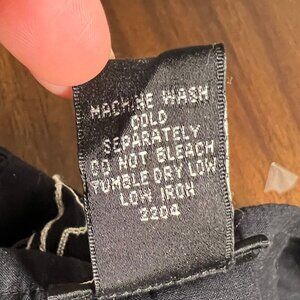 MACHINE WASH
COLD
SEPARATELY
DO NOT BLEACH
TUMBLE DRY LOW
LOW IRON
2204